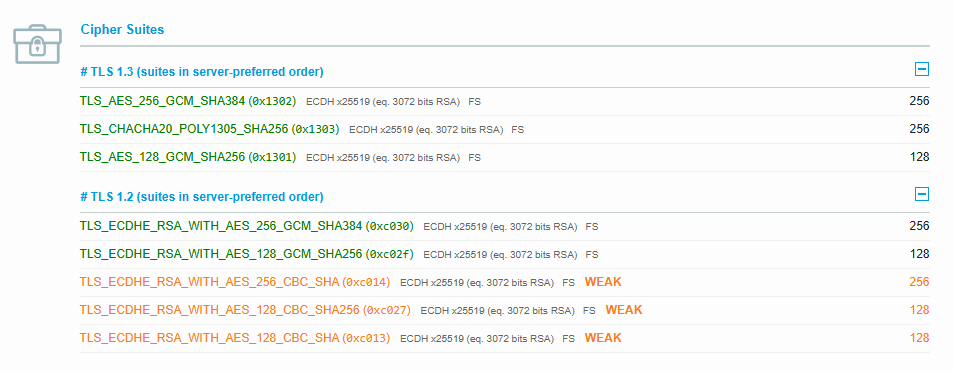 Cipher Suites
# TLS 1.3 (suites in server-preferred order)
TLS_AES_256_GCM_SHA384 (0x1302) ECDH x25519 (eq. 3072 bits RSA) FS 256
TLS_CHACHA20_POLY1305_SHA256 (0x1303) ECDH x25519 (eq. 3072 bits RSA) FS 256
TLS_AES_128_GCM_SHA256 (0x1301) ECDH x25519 (eq. 3072 bits RSA) FS 128
# TLS 1.2 (suites in server-preferred order)
TLS_ECDHE_RSA_WITH_AES_256_GCM_SHA384 (0xc030) ECDH x25519 (eq. 3072 bits RSA) FS 256
TLS_ECDHE_RSA_WITH_AES_128_GCM_SHA256 (0xc02f) ECDH x25519 (eq. 3072 bits RSA) FS 128
TLS_ECDHE_RSA_WITH_AES_256_CBC_SHA (0xc014) ECDH x25519 (eq. 3072 bits RSA) FS WEAK 256
TLS_ECDHE_RSA_WITH_AES_128_CBC_SHA256 (0xc027) ECDH x25519 (eq. 3072 bits RSA) FS WEAK 128
TLS_ECDHE_RSA_WITH_AES_128_CBC_SHA (0xc013) ECDH x25519 (eq. 3072 bits RSA) FS WEAK 128